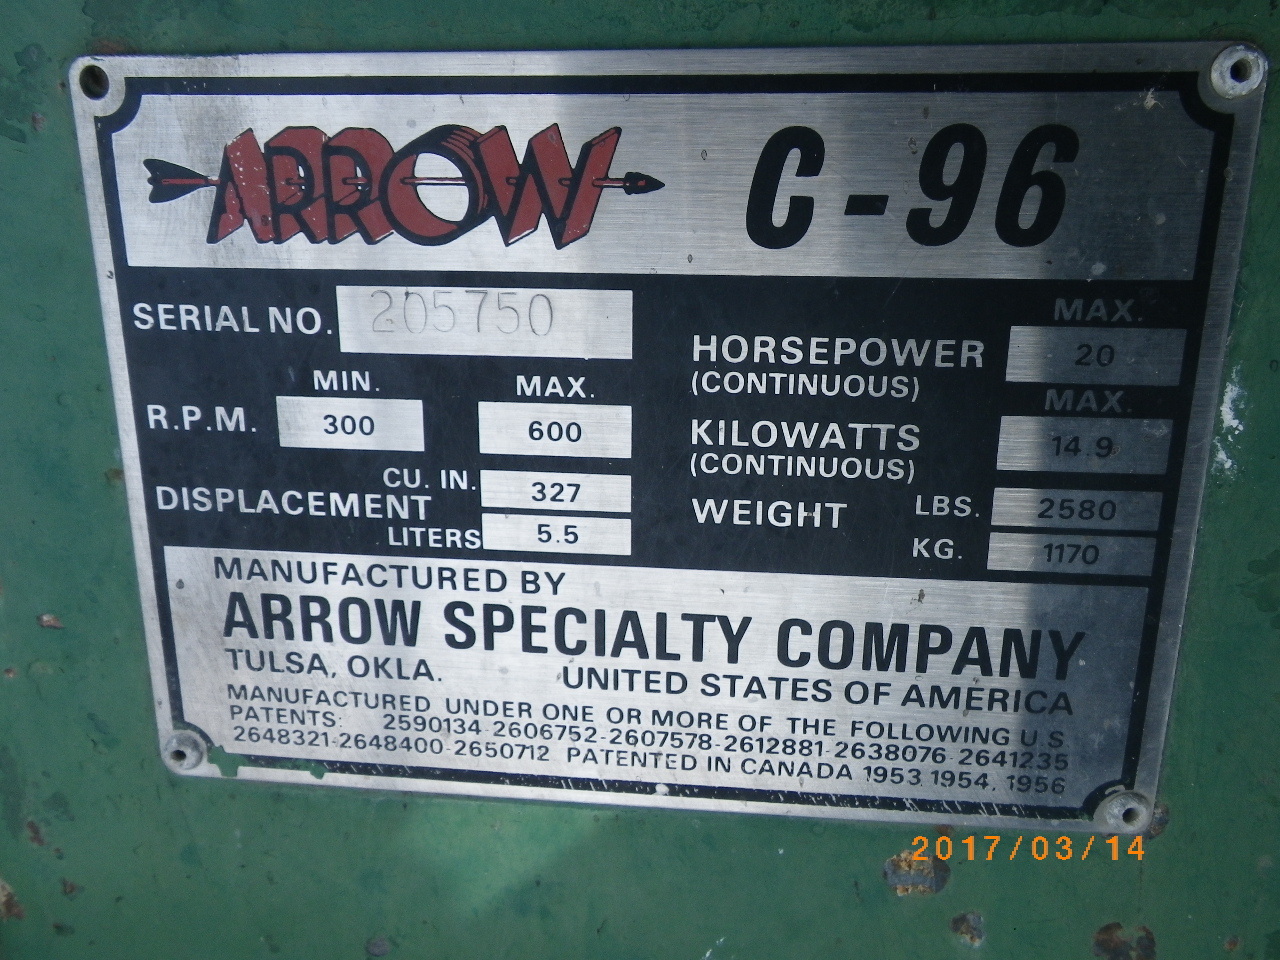 ARROW C-96
SERIAL NO. 205750
MAX.
HORSEPOWER 20
(CONTINUOUS)
MIN. MAX.
R.P.M. 300 600
MAX.
KILOWATTS 14.9
(CONTINUOUS)
CU. IN. 327
DISPLACEMENT
LITERS 5.5
WEIGHT LBS. 2580
KG. 1170
MANUFACTURED BY
ARROW SPECIALTY COMPANY
TULSA, OKLA. UNITED STATES OF AMERICA
MANUFACTURED UNDER ONE OR MORE OF THE FOLLOWING U.S.
PATENTS: 2590134-2606752-2607578-2612881-2638076-2641235
2648321-2648400-2650712 PATENTED IN CANADA 1953, 1954, 1956
2017/03/14